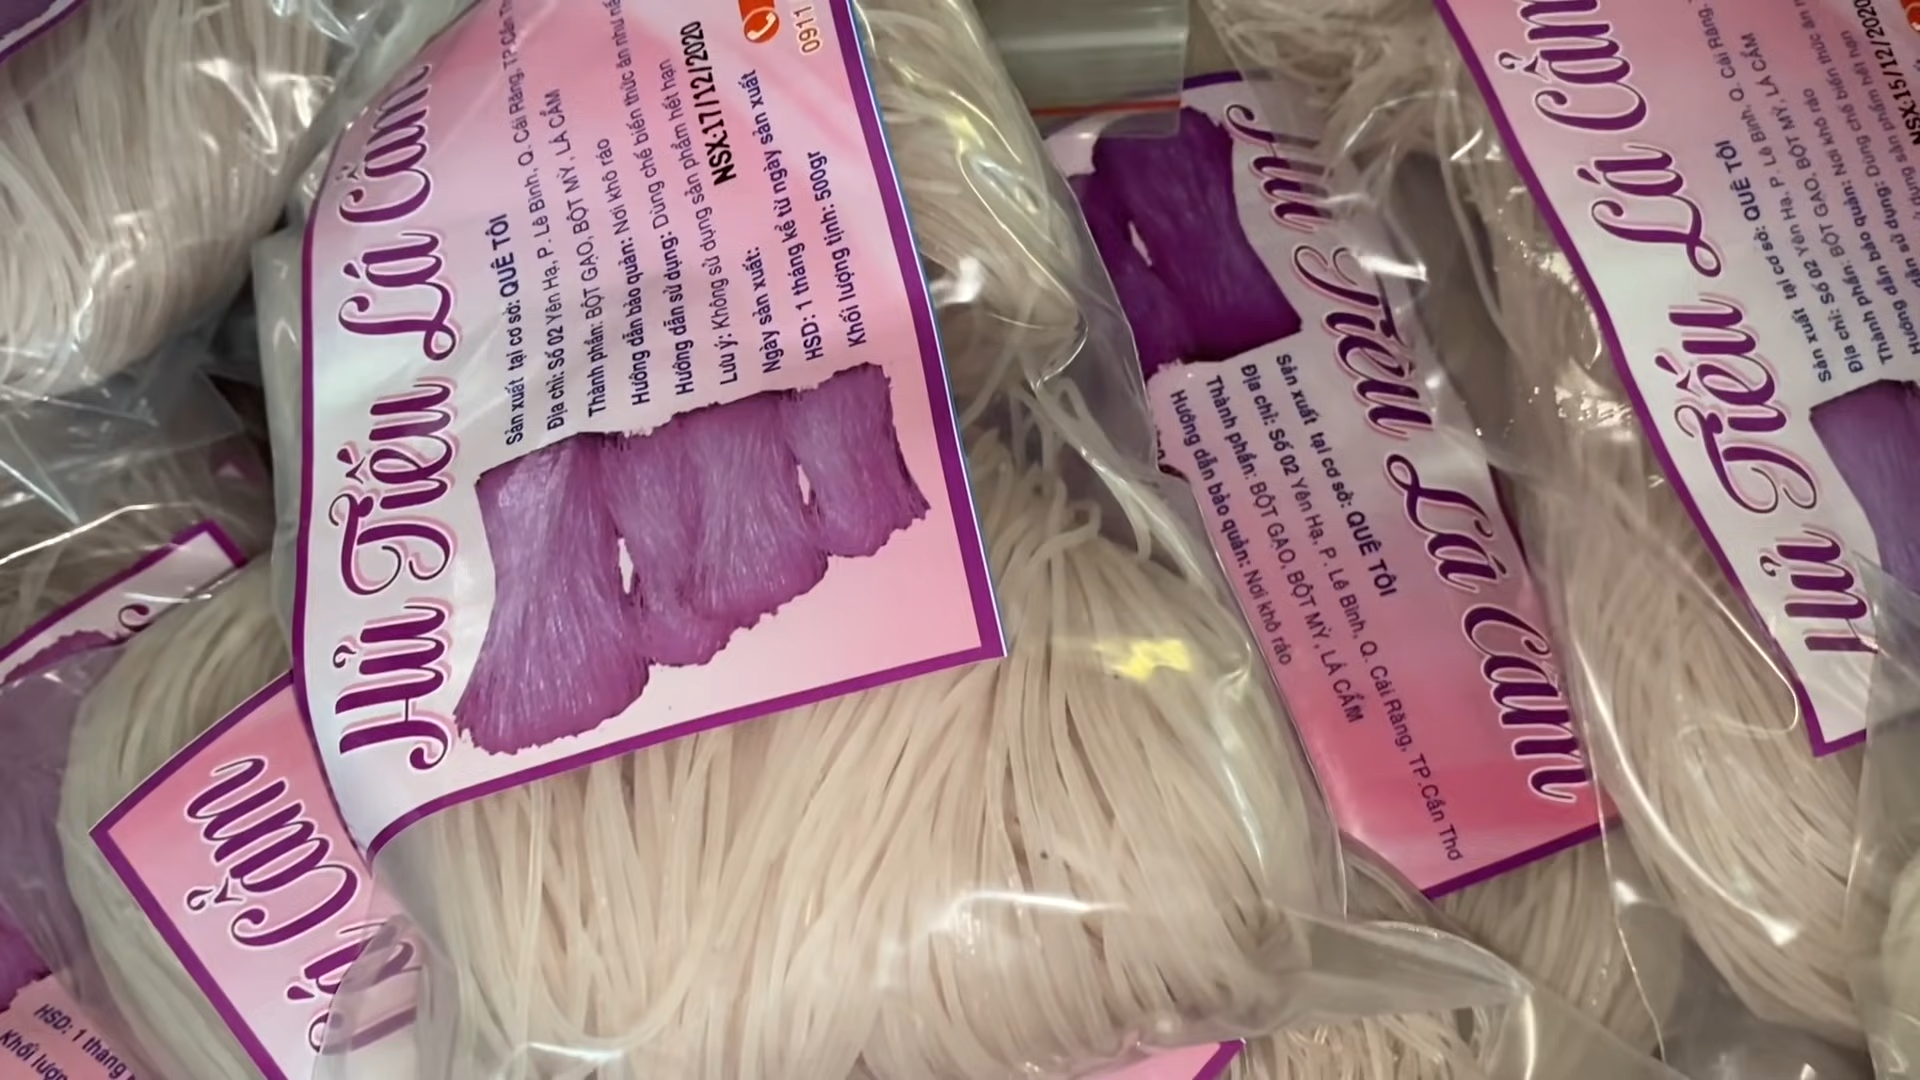 Hủ Tiếu Lá Cẩm
Sản xuất tại cơ sở: QUÊ TÔI
Địa chỉ: Số 02 Yên Hạ, P. Lê Bình, Q. Cái Răng, TP.Cần
Thành phần: BỘT GẠO, BỘT MỲ, LÁ CẨM
Hướng dẫn bảo quản: Nơi khô ráo
Hướng dẫn sử dụng: Dùng chế biến thức ăn như
Lưu ý: Không sử dụng sản phẩm hết hạn
Ngày sản xuất: NSX:17/12/2020
HSD: 1 tháng kể từ ngày sản xuất
Khối lượng tịnh: 500gr
0911
Hủ Tiếu Lá Cẩm
Sản xuất tại cơ sở: QUÊ TÔI
Địa chỉ: Số 02 Yên Hạ, P. Lê Bình, Q. Cái Răng, TP.Cần Thơ
Thành phần: BỘT GẠO, BỘT MỲ, LÁ CẨM
Hướng dẫn bảo quản: Nơi khô ráo
Hủ Tiếu Lá Cẩm
Sản xuất tại cơ sở: QUÊ TÔI
Địa chỉ: Số 02 Yên Hạ, P. Lê Bình, Q. Cái Răng,
Thành phần: BỘT GẠO, BỘT MỲ, LÁ CẨM
Hướng dẫn bảo quản: Nơi khô ráo
dẫn sử dụng: Dùng chế biến thức ăn
sử dụng sản phẩm hết hạn
NSX:15/12/2020
Lá Cẩm
HSD: 1 tháng
Khối lượng